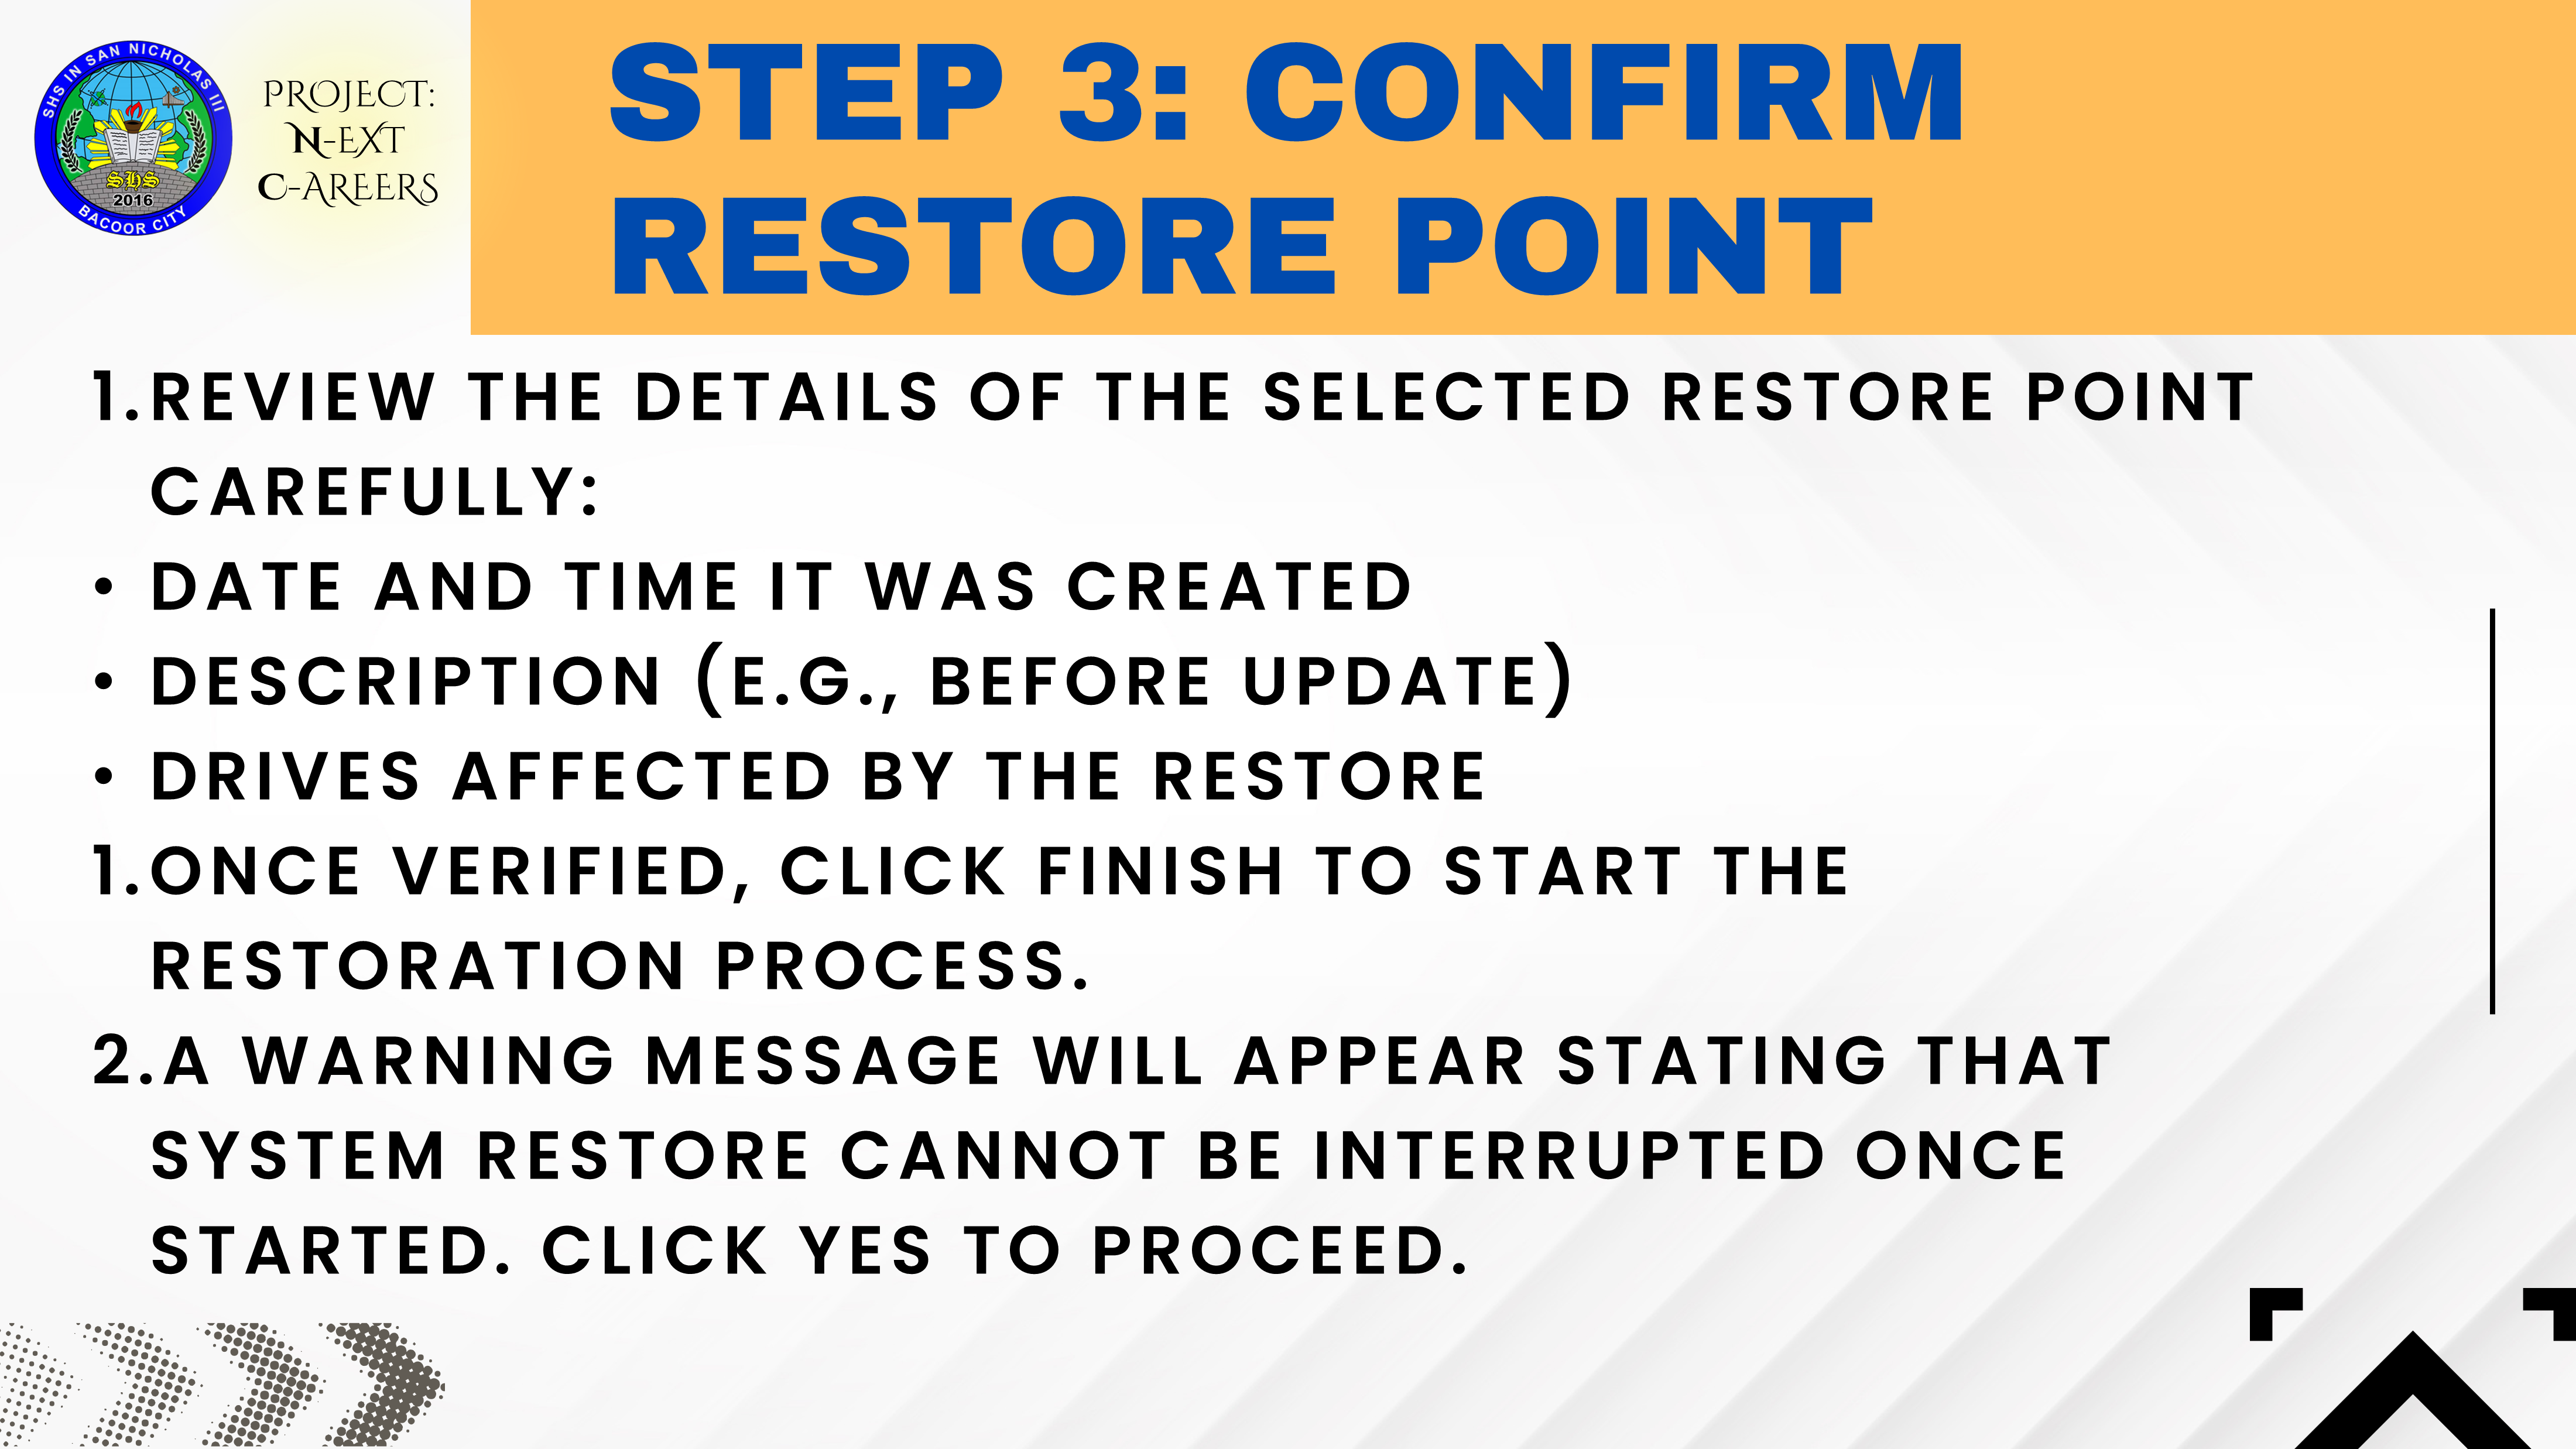 SHS IN SAN NICHOLAS III
SHS
2016
BACOOR CITY
PROJECT:
N-EXT
C-AREERS
STEP 3: CONFIRM
RESTORE POINT
1.REVIEW THE DETAILS OF THE SELECTED RESTORE POINT
CAREFULLY:
• DATE AND TIME IT WAS CREATED
• DESCRIPTION (E.G., BEFORE UPDATE)
• DRIVES AFFECTED BY THE RESTORE
1.ONCE VERIFIED, CLICK FINISH TO START THE
RESTORATION PROCESS.
2.A WARNING MESSAGE WILL APPEAR STATING THAT
SYSTEM RESTORE CANNOT BE INTERRUPTED ONCE
STARTED. CLICK YES TO PROCEED.